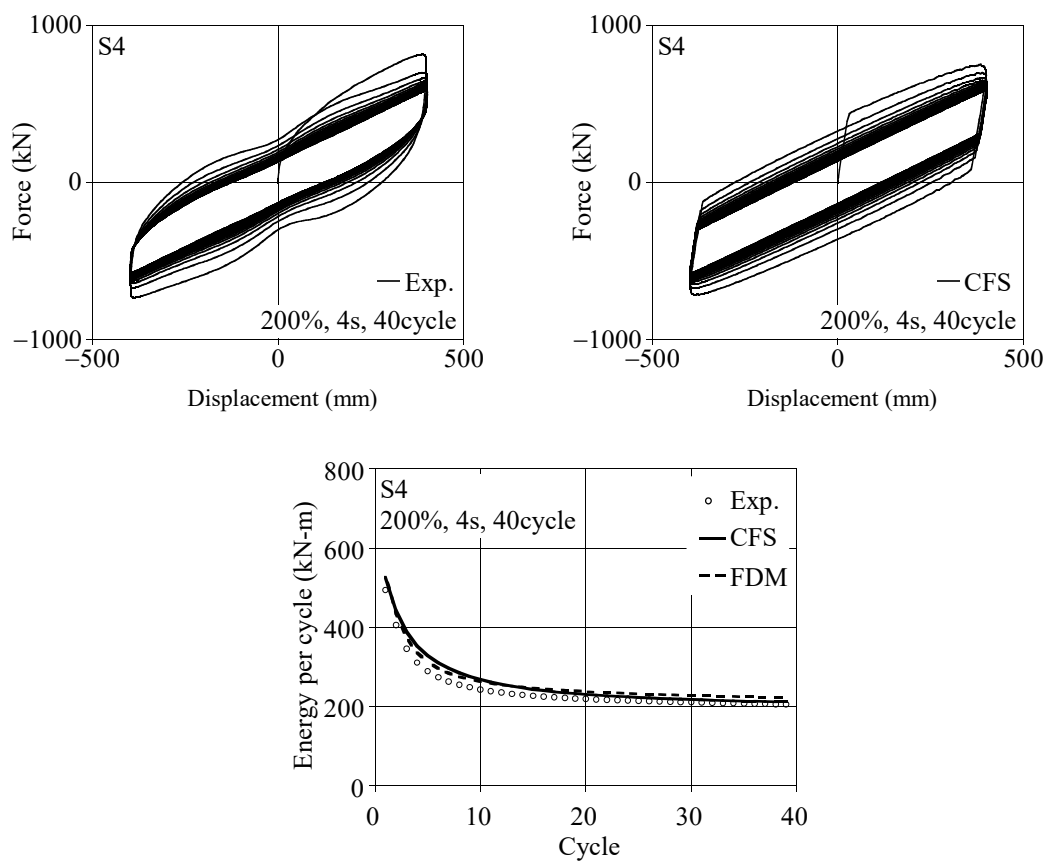 1000
S4
Force (kN)
0
Exp.
200%, 4s, 40cycle
−1000
−500
0
500
Displacement (mm)
1000
S4
Force (kN)
0
CFS
200%, 4s, 40cycle
−1000
−500
0
500
Displacement (mm)
800
S4
200%, 4s, 40cycle
Exp.
CFS
FDM
600
400
200
0
Energy per cycle (kN-m)
0
10
20
30
40
Cycle